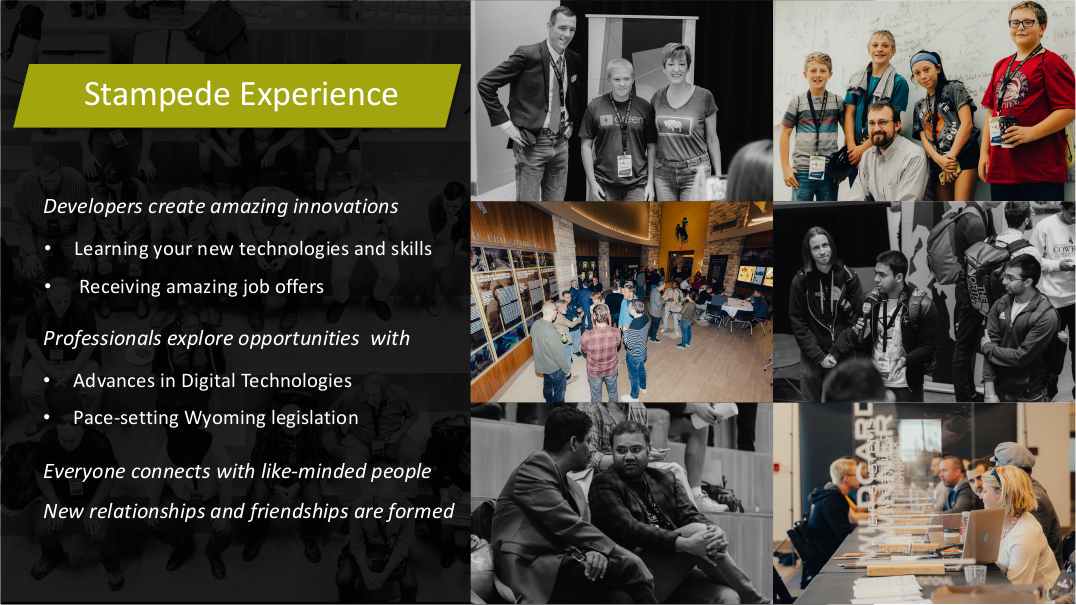 Stampede Experience
Developers create amazing innovations
• Learning your new technologies and skills
• Receiving amazing job offers
Professionals explore opportunities with
• Advances in Digital Technologies
• Pace-setting Wyoming legislation
Everyone connects with like-minded people
New relationships and friendships are formed